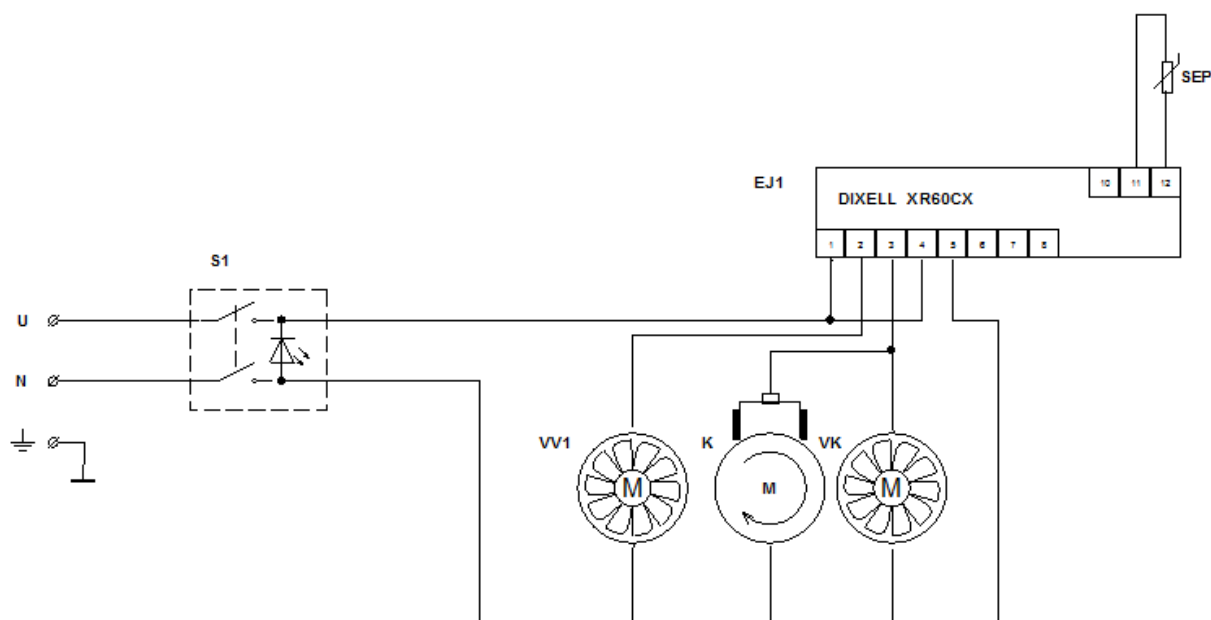 SEP
EJ1
DIXELL XR60CX
10 11 12
1 2 3 4 5 6 7 8
S1
U
N
VV1
K
VK
M
M
M